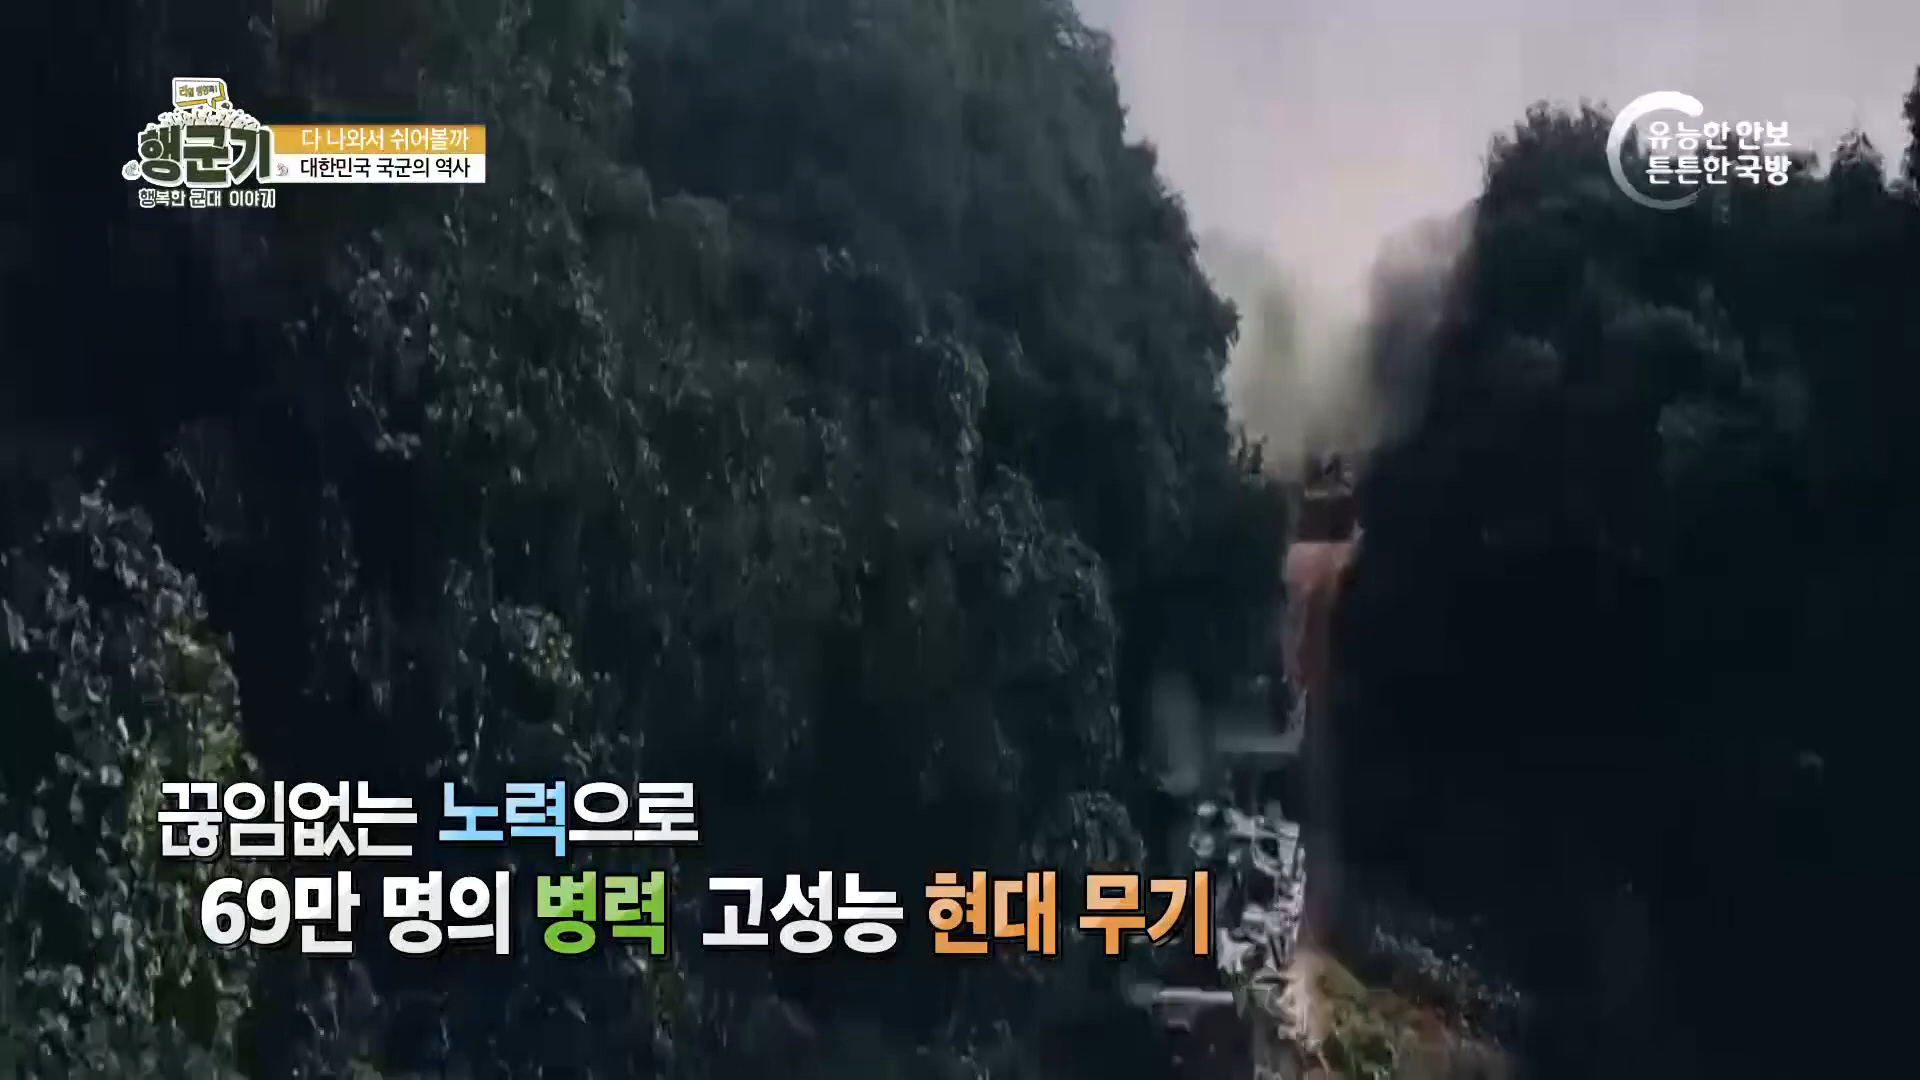 행군기
행복한 군대 이야기
다 나와서 쉬어볼까
대한민국 국군의 역사
유능한 안보
튼튼한 국방
끊임없는 노력으로
69만 명의 병력 고성능 현대 무기